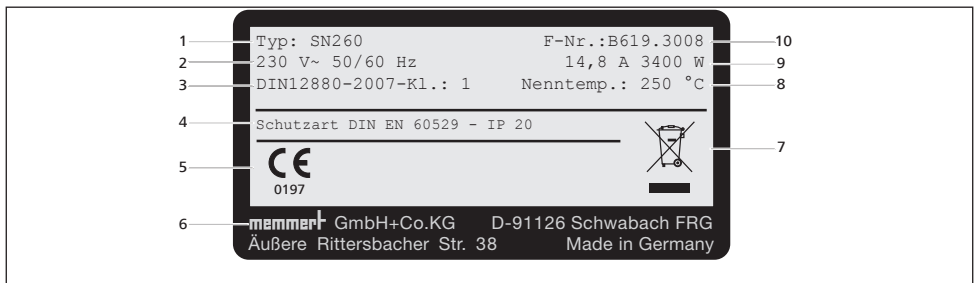 1 Typ: SN260 F-Nr.:B619.3008 10
2 230 V~ 50/60 Hz 14,8 A 3400 W 9
3 DIN12880-2007-Kl.: 1 Nenntemp.: 250 °C 8
4 Schutzart DIN EN 60529 - IP 20
5 CE 7
0197
6 memmert GmbH+Co.KG D-91126 Schwabach FRG
Äußere Rittersbacher Str. 38 Made in Germany